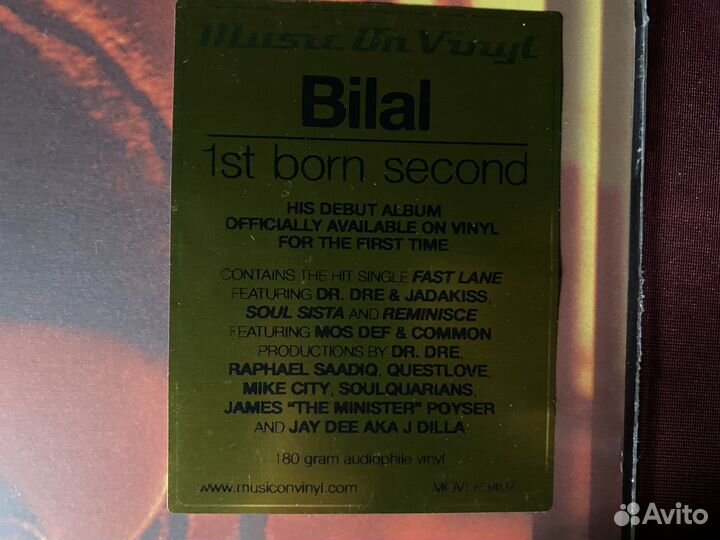 Music On Vinyl
Bilal
1st born second
HIS DEBUT ALBUM
OFFICIALLY AVAILABLE ON VINYL
FOR THE FIRST TIME
CONTAINS THE HIT SINGLE FAST LANE
FEATURING DR. DRE & JADAKISS,
SOUL SISTA AND REMINISCE
FEATURING MOS DEF & COMMON
PRODUCTIONS BY DR. DRE,
RAPHAEL SAADIQ, QUESTLOVE,
MIKE CITY, SOULQUARIANS,
JAMES "THE MINISTER" POYSER
AND JAY DEE AKA J DILLA
180 gram audiophile vinyl
www.musiconvinyl.com
Avito